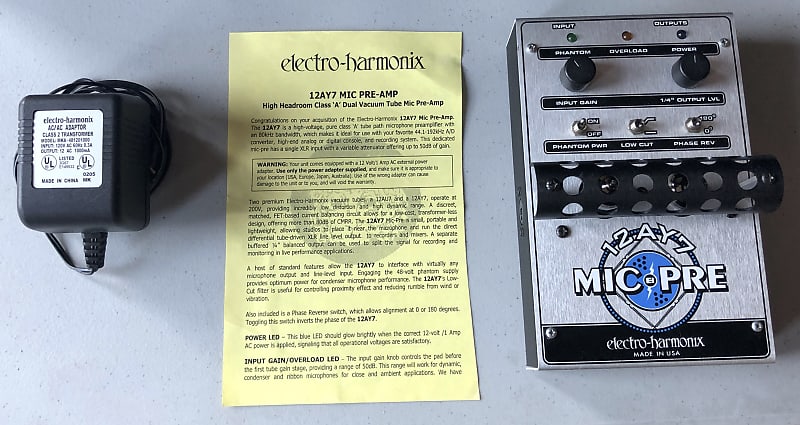 electro-harmonix
AC/AC ADAPTOR
CLASS 2 TRANSFORMER
INPUT: 120V AC 60Hz 0.3A
OUTPUT: 12 AC 1000mA
LISTED
0205
MADE IN CHINA MK
electro-harmonix
12AY7 MIC PRE-AMP
High Headroom Class 'A' Dual Vacuum Tube Mic Pre-Amp
Congratulations on your acquisition of the Electro-Harmonix 12AY7 Mic Pre-Amp.
The 12AY7 is a high-voltage, pure class 'A' tube path microphone preamplifier with
an 80kHz bandwidth, which makes it ideal for use with your favorite 44.1-192kHz A/D
converter, high-end analog or digital console, and recording system. This dedicated
mic-pre has a single XLR input with a variable attenuator offering up to 50dB of gain.
WARNING: Your unit comes equipped with a 12 Volt/1 Amp AC external power
adapter. Use only the power adapter supplied, and make sure it is appropriate to
your location (USA, Europe, Japan, Australia). Use of the wrong adapter can cause
damage to the unit or to you; and will void the warranty.
Two premium Electro-Harmonix vacuum tubes, a 12AU7 and a 12AY7, operate at
200V, providing incredibly low distortion and high dynamic range. A discreet,
matched, FET-based current balancing circuit allows for a low-cost, transformer-less
design, offering more than 80dB of CMRR. The 12AY7 Mic-Pre is small, portable and
lightweight, allowing studios to place it near the microphone and run the direct
differential tube-driven XLR line level output to recorders and mixers. A separate
buffered ¼" balanced output can be used to split the signal for recording and
monitoring in live performance applications.
A host of standard features allow the 12AY7 to interface with virtually any
microphone output and line-level input. Engaging the 48-volt phantom supply
provides optimum power for condenser microphone performance. The 12AY7's Low-
Cut filter is useful for controlling proximity effect and reducing rumble from wind or
vibration.
Also included is a Phase Reverse switch, which allows alignment at 0 or 180 degrees.
Toggling this switch inverts the phase of the 12AY7.
POWER LED – This blue LED should glow brightly when the correct 12-volt /1 Amp
AC power is applied, signaling that all operational voltages are satisfactory.
INPUT GAIN/OVERLOAD LED – The input gain knob controls the pad before
the first tube gain stage, providing a range of 50dB. This range will work for dynamic,
condenser and ribbon microphones for close and ambient applications. We have
INPUT OUTPUTS
PHANTOM OVERLOAD POWER
INPUT GAIN 1/4" OUTPUT LVL
ON 180°
OFF 0°
PHANTOM PWR LOW CUT PHASE REV
12AY7
MIC EH PRE
electro-harmonix
MADE IN USA